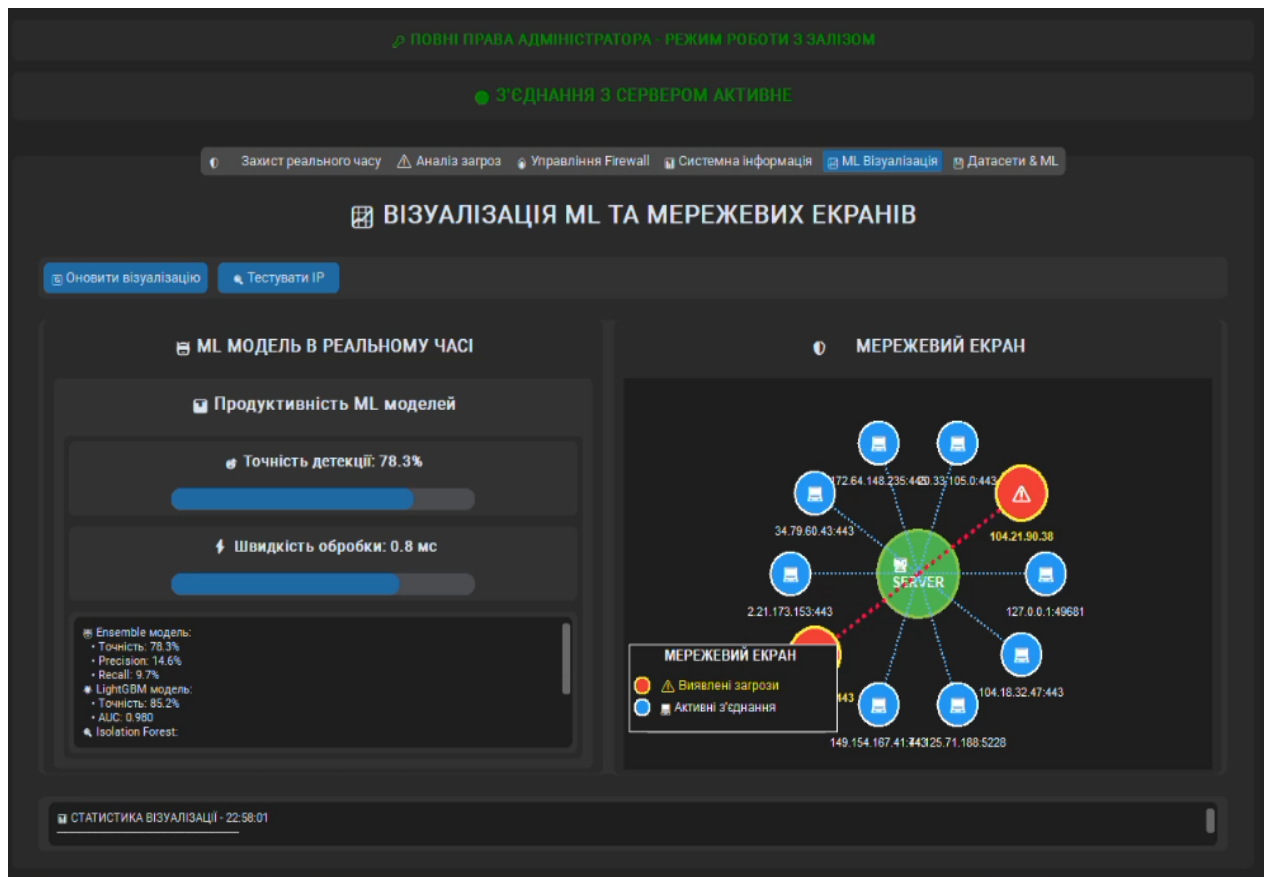 ПОВНІ ПРАВА АДМІНІСТРАТОРА - РЕЖИМ РОБОТИ З ЗАЛІЗОМ
З'ЄДНАННЯ З СЕРВЕРОМ АКТИВНЕ
Захист реального часу Аналіз загроз Управління Firewall Системна інформація ML Візуалізація Датасети & ML
ВІЗУАЛІЗАЦІЯ ML ТА МЕРЕЖЕВИХ ЕКРАНІВ
Оновити візуалізацію Тестувати IP
ML МОДЕЛЬ В РЕАЛЬНОМУ ЧАСІ
Продуктивність ML моделей
Точність детекції: 78.3%
Швидкість обробки: 0.8 мс
Ensemble модель:
• Точність: 78.3%
• Precision: 14.6%
• Recall: 9.7%
LightGBM модель:
• Точність: 85.2%
• AUC: 0.980
Isolation Forest:
МЕРЕЖЕВИЙ ЕКРАН
104.21.90.38
34.79.60.43:443
SERVER
2.21.173.153:443
127.0.0.1:49681
МЕРЕЖЕВИЙ ЕКРАН
Виявлені загрози
Активні з'єднання
443
104.18.32.47:443
149.154.167.41:443
125.71.188:5228
СТАТИСТИКА ВІЗУАЛІЗАЦІЇ - 22:58:01